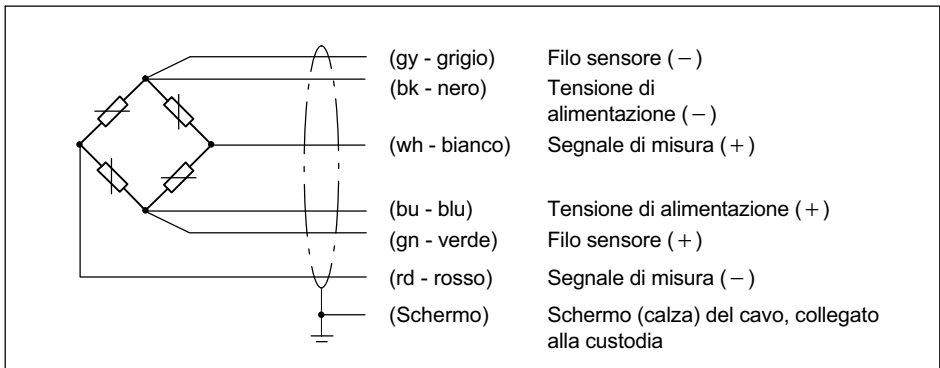 (gy - grigio) Filo sensore (−)
(bk - nero) Tensione di
alimentazione (−)
(wh - bianco) Segnale di misura (+)
(bu - blu) Tensione di alimentazione (+)
(gn - verde) Filo sensore (+)
(rd - rosso) Segnale di misura (−)
(Schermo) Schermo (calza) del cavo, collegato
alla custodia